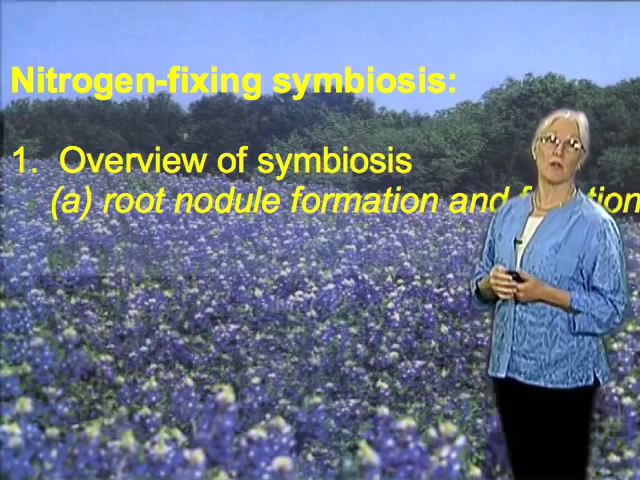 Nitrogen-fixing symbiosis:
1. Overview of symbiosis
(a) root nodule formation and